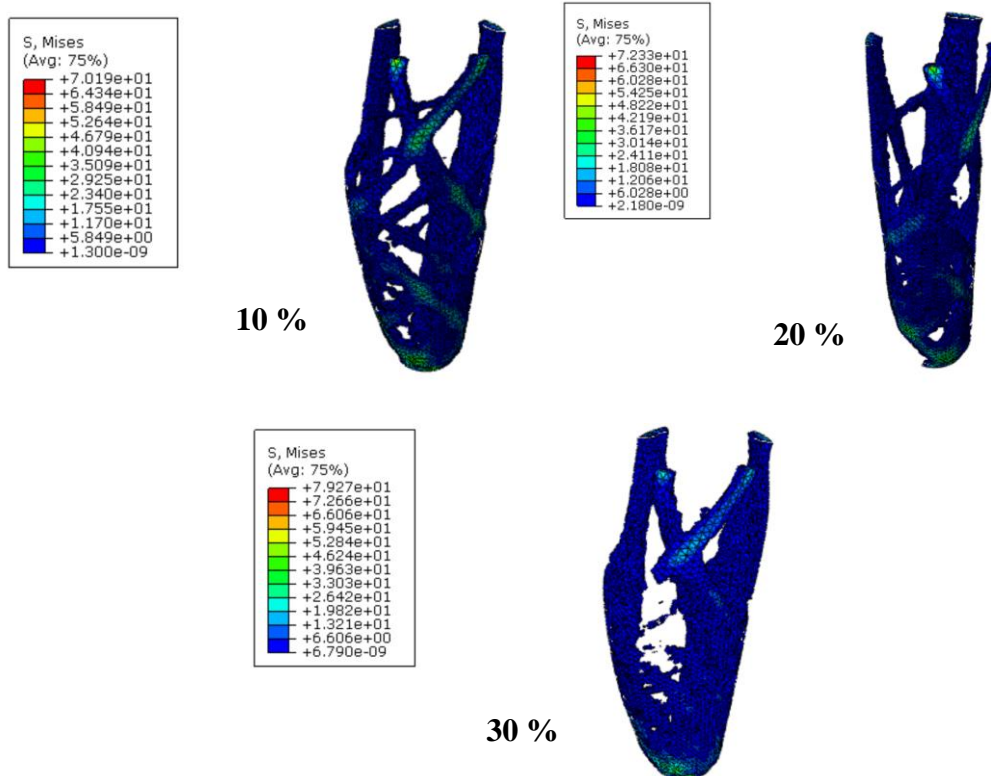 S, Mises
(Avg: 75%)
+7.019e+01
+6.434e+01
+5.849e+01
+5.264e+01
+4.679e+01
+4.094e+01
+3.509e+01
+2.925e+01
+2.340e+01
+1.755e+01
+1.170e+01
+5.849e+00
+1.300e-09
10 %
S, Mises
(Avg: 75%)
+7.233e+01
+6.630e+01
+6.028e+01
+5.425e+01
+4.822e+01
+4.219e+01
+3.617e+01
+3.014e+01
+2.411e+01
+1.808e+01
+1.206e+01
+6.028e+00
+2.180e-09
20 %
S, Mises
(Avg: 75%)
+7.927e+01
+7.266e+01
+6.606e+01
+5.945e+01
+5.284e+01
+4.624e+01
+3.963e+01
+3.303e+01
+2.642e+01
+1.982e+01
+1.321e+01
+6.606e+00
+6.790e-09
30 %